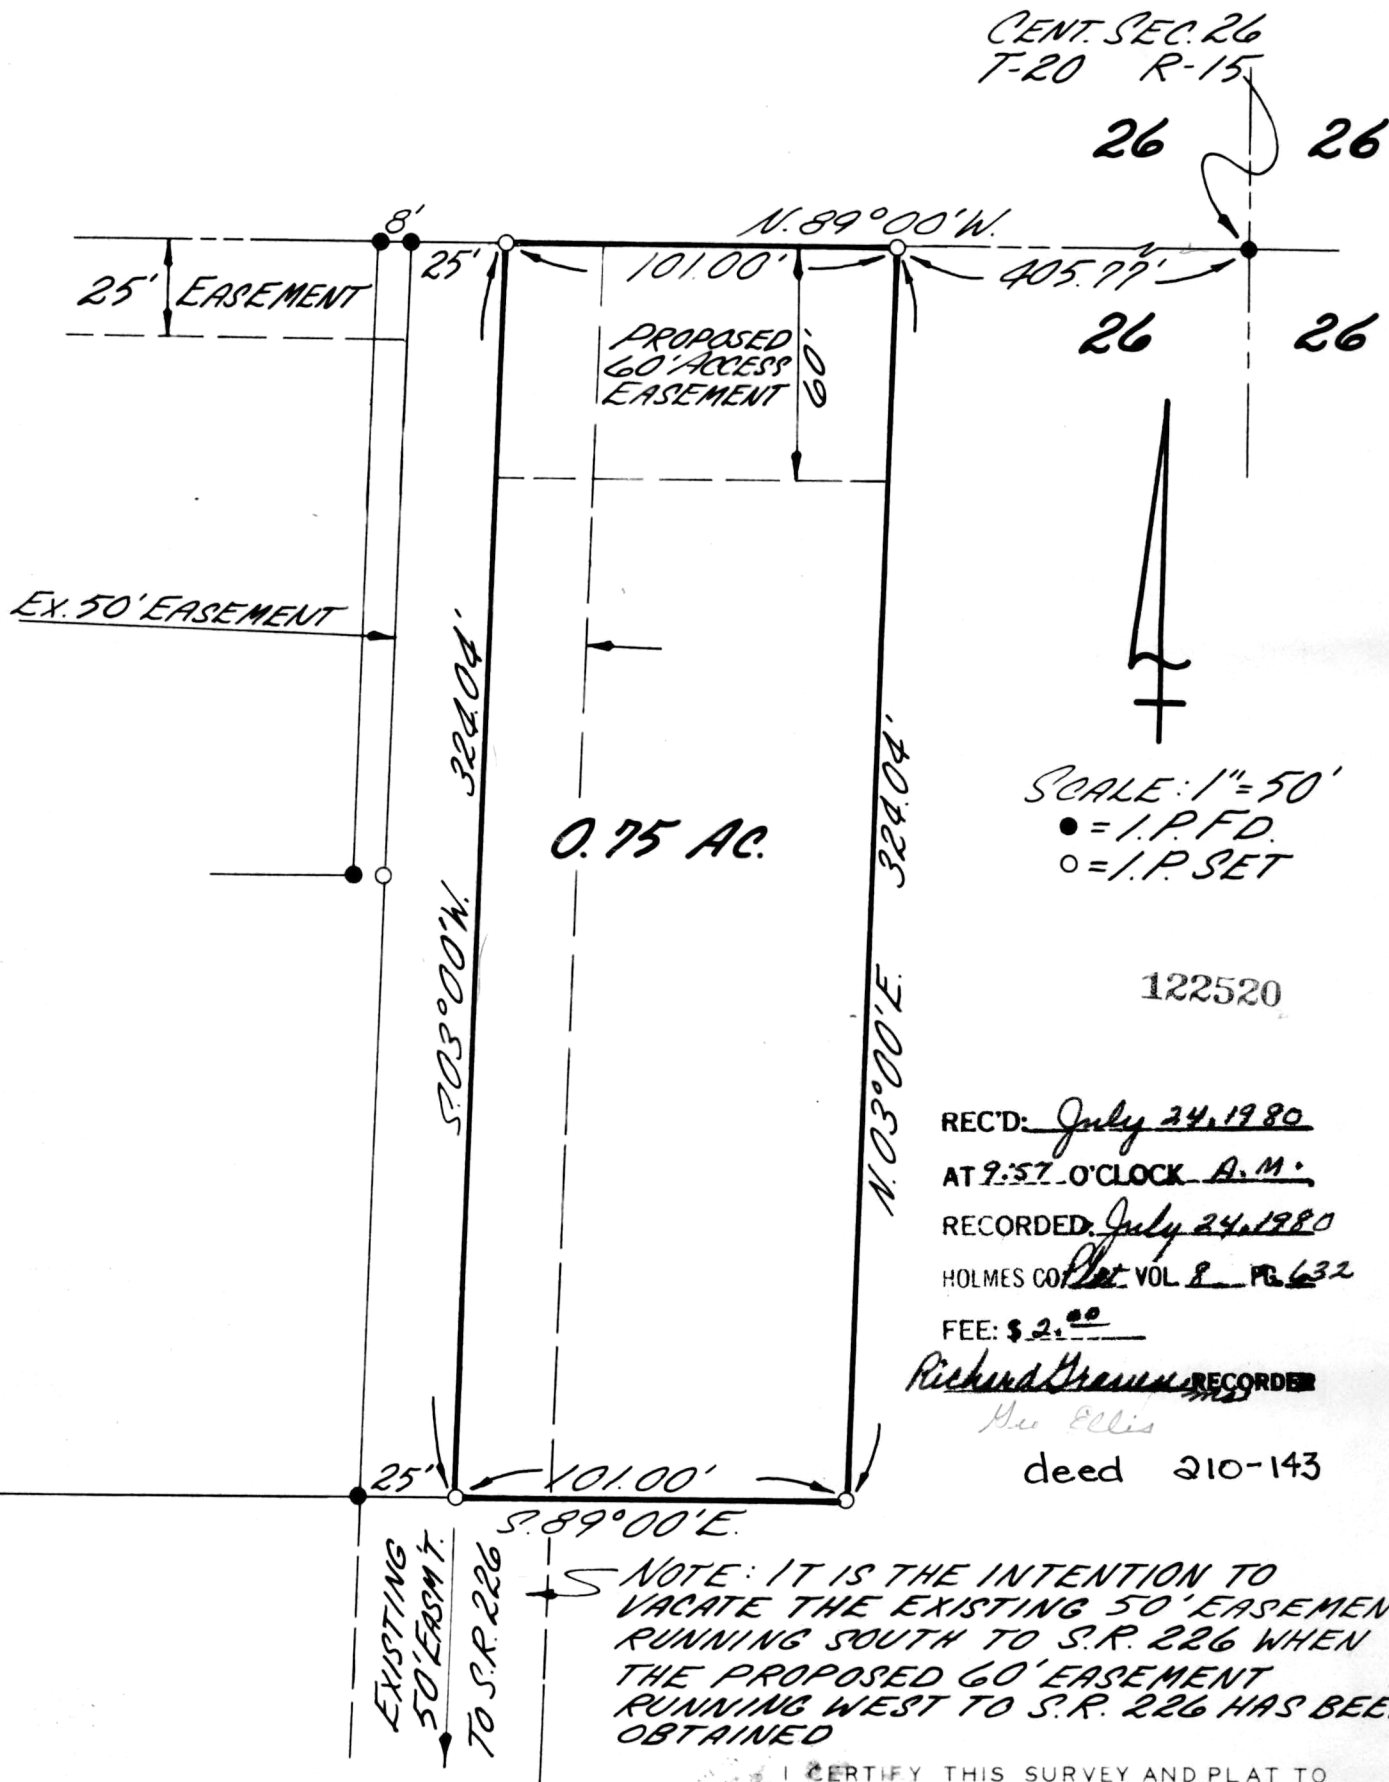 CENT. SEC. 26
T-20 R-15
26 26
8'
N. 89°00'W.
25' 101.00' 405.77'
25' EASEMENT
26 26
PROPOSED
60' ACCESS
EASEMENT
60'
EX. 50' EASEMENT
324.04'
S.03°00'W.
0.75 AC.
324.04'
N.03°00'E.
SCALE: 1"=50'
= I.P. FD.
= I.P. SET
122520
REC'D: July 24, 1980
AT 9:57 O'CLOCK A.M.
RECORDED: July 24, 1980
HOLMES CO Plat VOL 8 PG. 632
FEE: $ 2.00
Richard RECORDER
Ellis
deed 210-143
25' 101.00'
S. 89°00'E.
EXISTING
50' EASM'T.
TO S.R. 226
NOTE: IT IS THE INTENTION TO
VACATE THE EXISTING 50' EASEMEN
RUNNING SOUTH TO S.R. 226 WHEN
THE PROPOSED 60' EASEMENT
RUNNING WEST TO S.R. 226 HAS BEE
OBTAINED
I CERTIFY THIS SURVEY AND PLAT TO